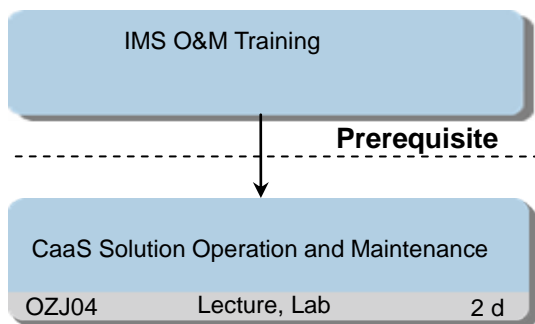 IMS O&M Training
Prerequisite
CaaS Solution Operation and Maintenance
OZJ04 Lecture, Lab 2 d